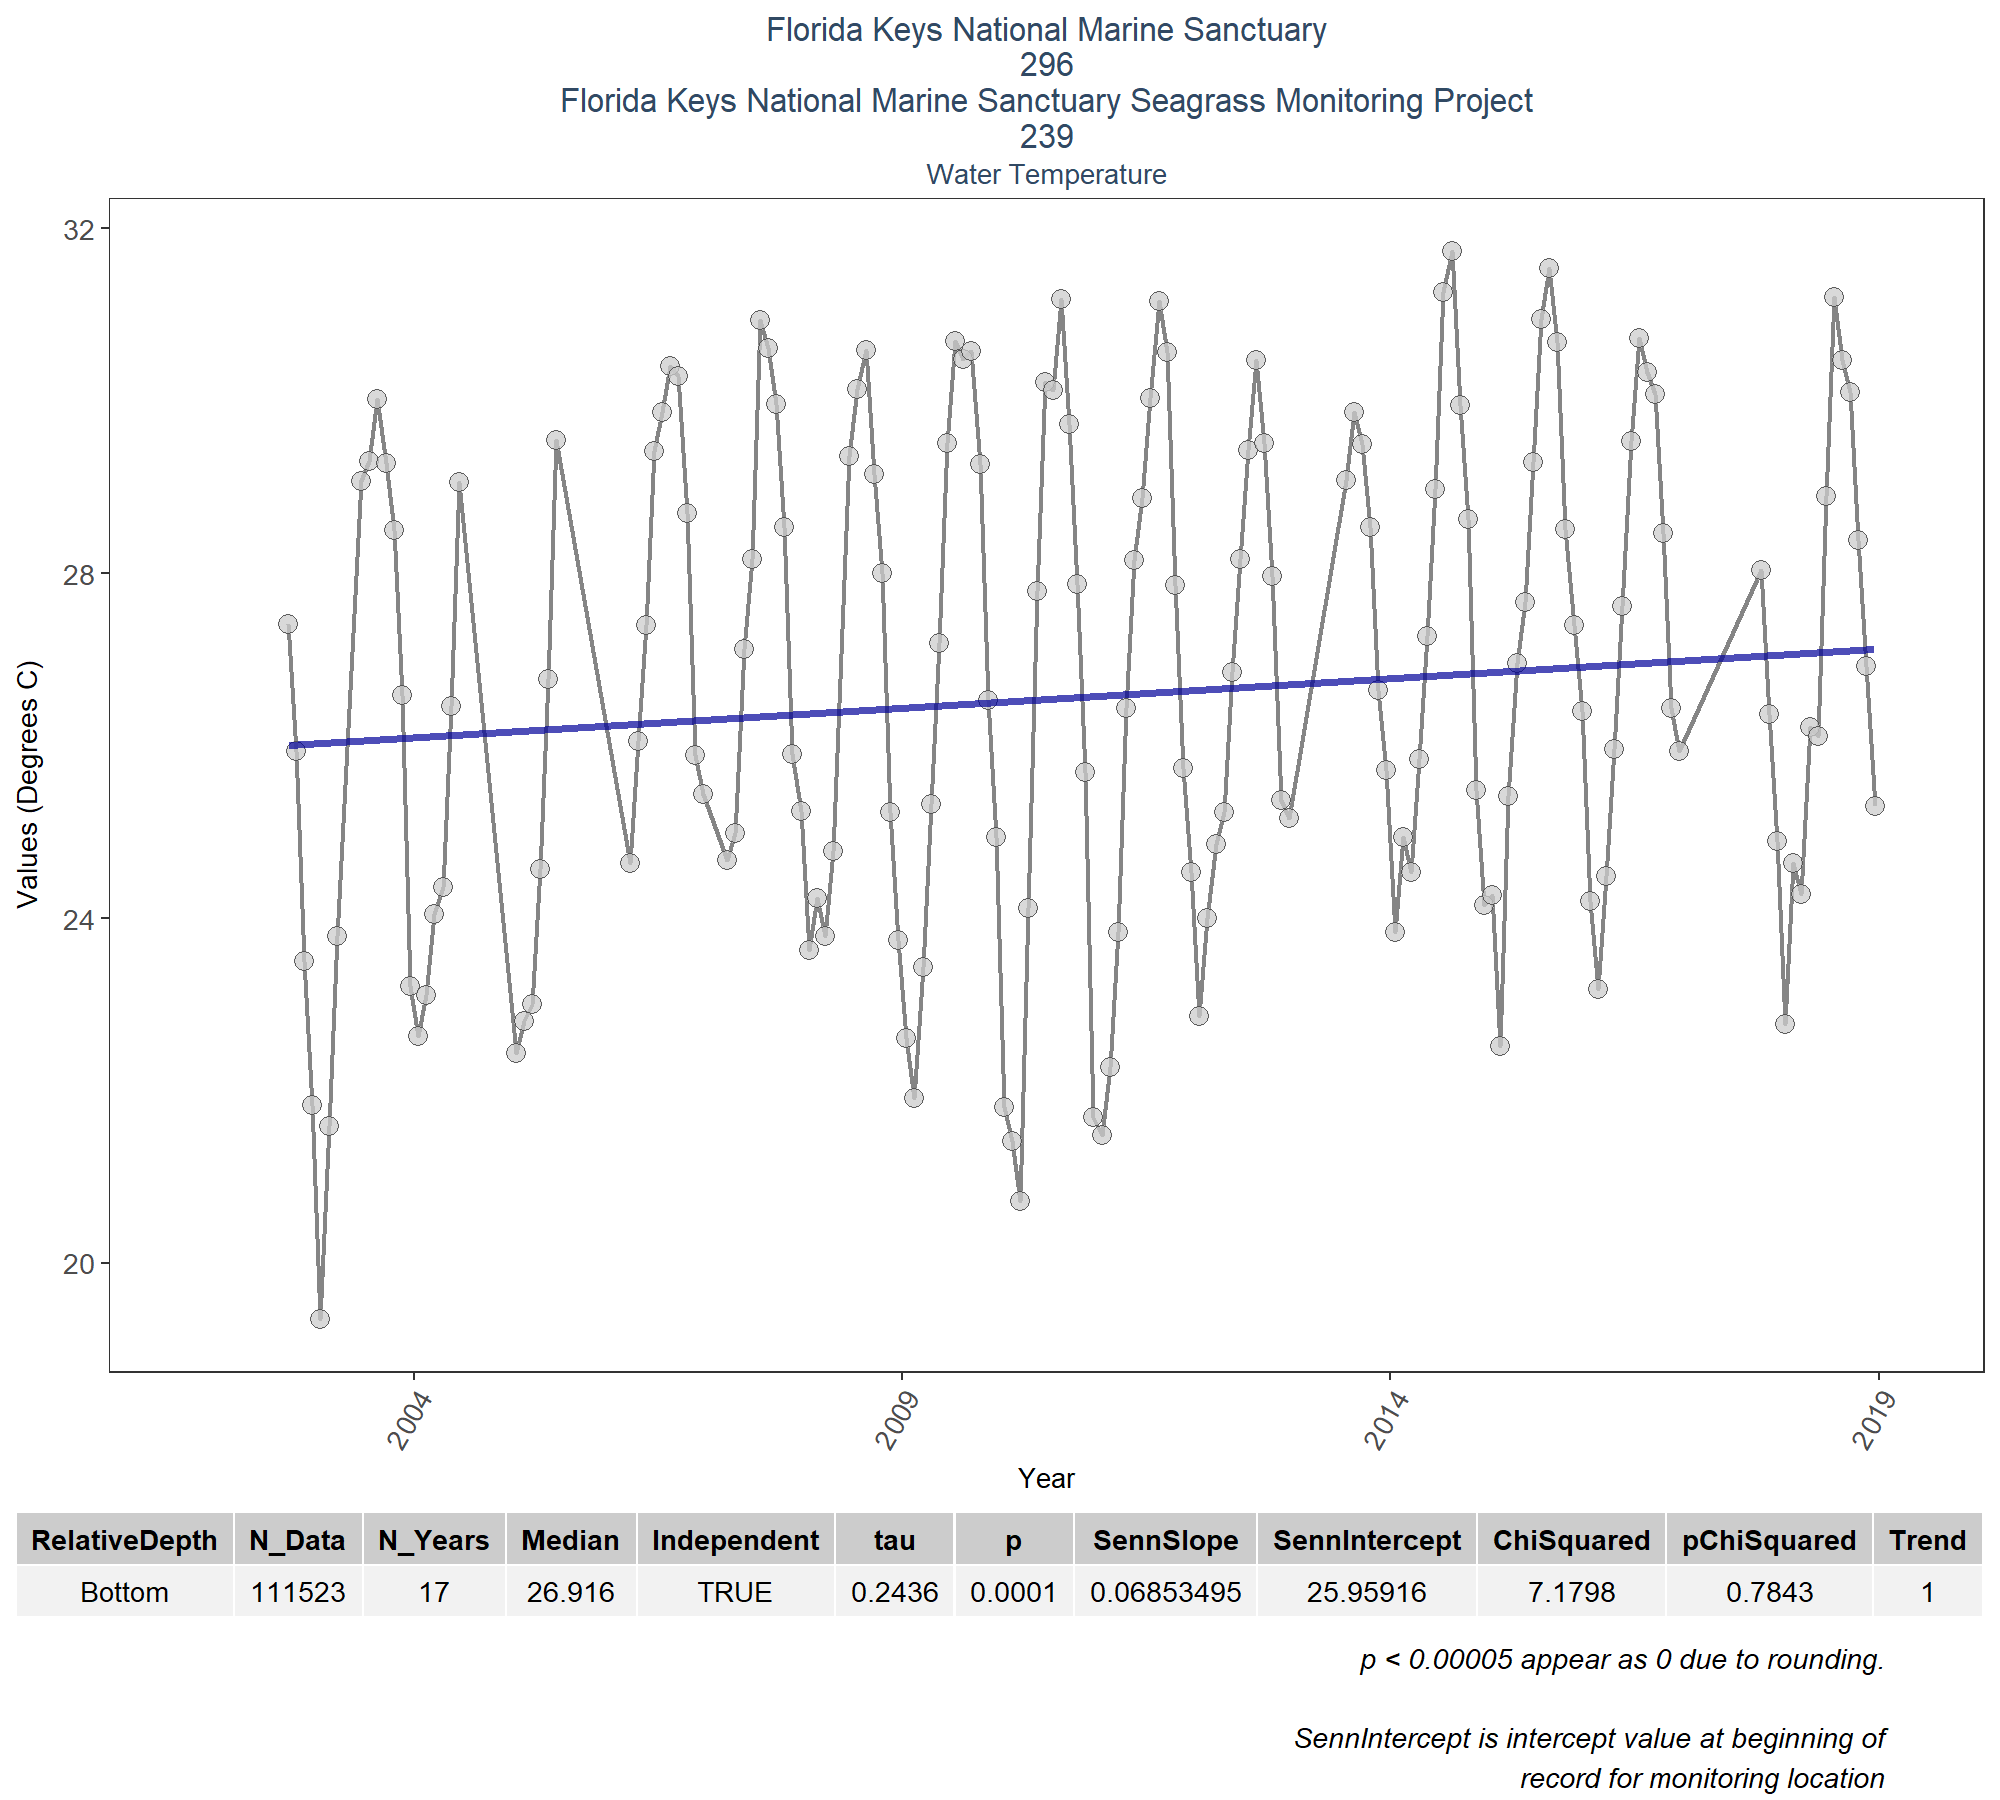 Florida Keys National Marine Sanctuary
296
Florida Keys National Marine Sanctuary Seagrass Monitoring Project
239
Water Temperature
32
28
24
20
Values (Degrees C)
2004 2009 2014 2019
Year
RelativeDepth N_Data N_Years Median Independent tau p SennSlope SennIntercept ChiSquared pChiSquared Trend
Bottom 111523 17 26.916 TRUE 0.2436 0.0001 0.06853495 25.95916 7.1798 0.7843 1
p < 0.00005 appear as 0 due to rounding.
SennIntercept is intercept value at beginning of
record for monitoring location